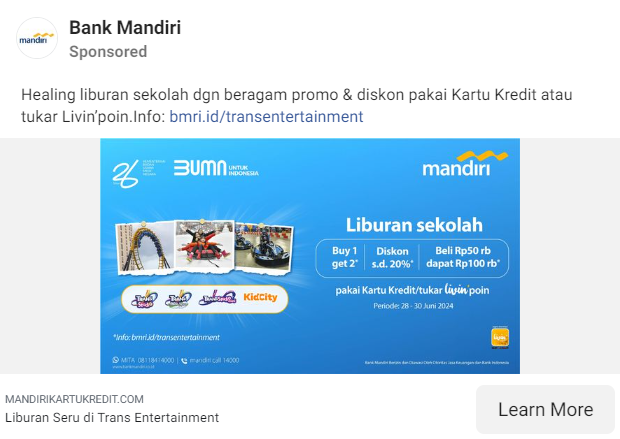 mandiri
Bank Mandiri
Sponsored
Healing liburan sekolah dgn beragam promo & diskon pakai Kartu Kredit atau
tukar Livin'poin.Info: bmri.id/transentertainment
26
BUMN UNTUK INDONESIA
mandiri
Liburan sekolah
Buy 1 get 2*
Diskon s.d. 20%*
Beli Rp50 rb dapat Rp100 rb*
pakai Kartu Kredit/tukar livin' poin
Periode: 28 - 30 Juni 2024
KidCity
*Info: bmri.id/transentertainment
MITA 08118414000 | mandiri call 14000
MANDIRIKARTUKREDIT.COM
Liburan Seru di Trans Entertainment
Learn More